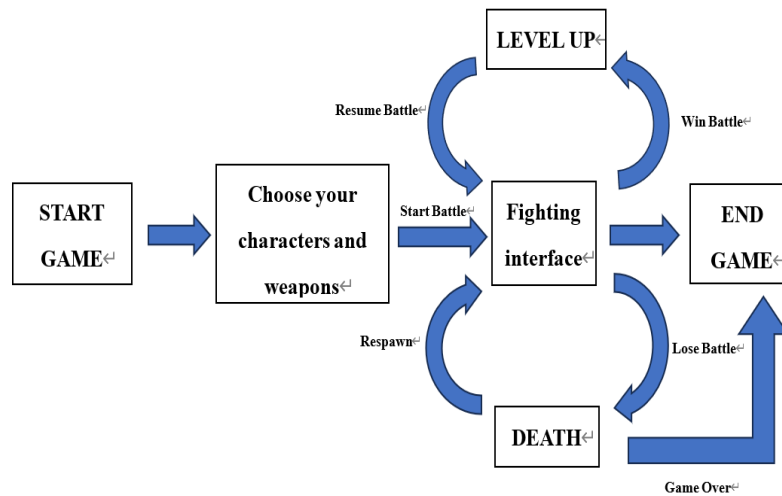 LEVEL UP
Resume Battle
Win Battle
START
GAME
Choose your
characters and
weapons
Start Battle
Fighting
interface
END
GAME
Respawn
Lose Battle
DEATH
Game Over